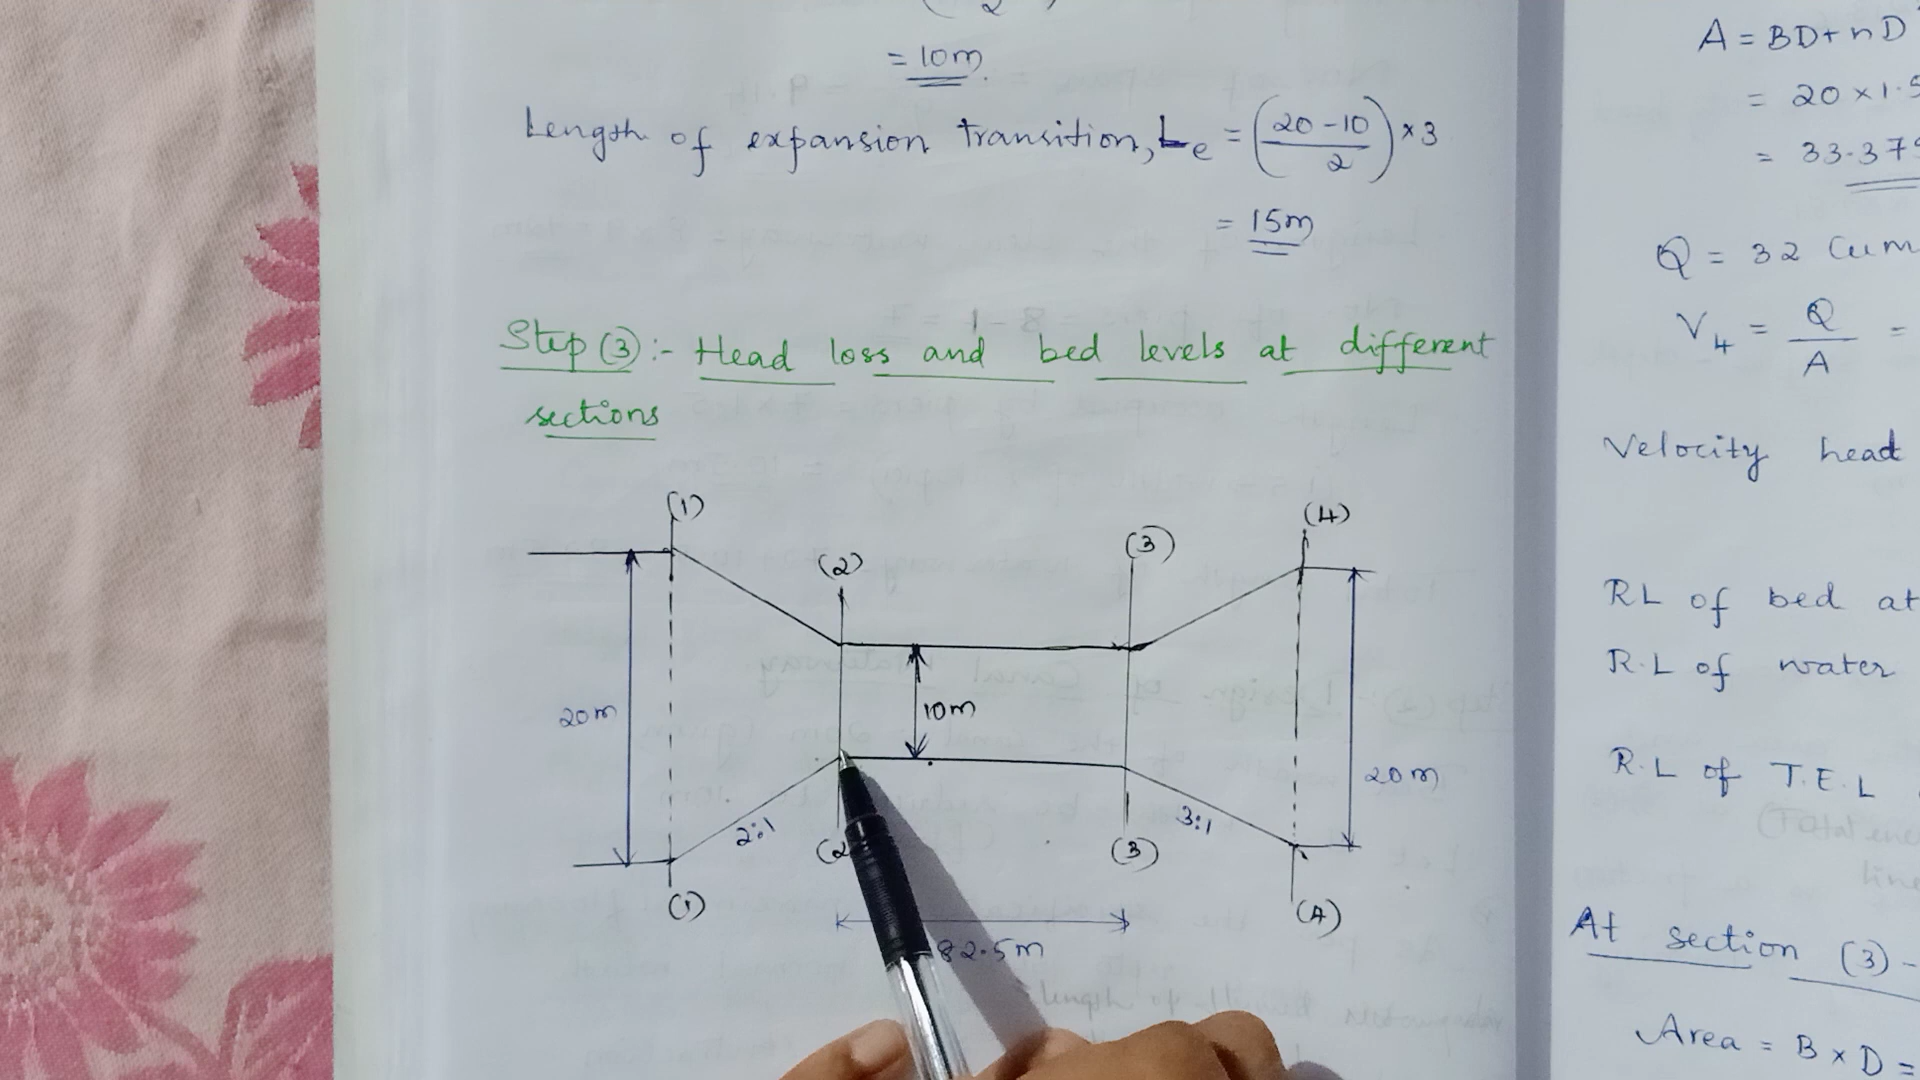 = 10m.
Length of expansion transition, Le = (20-10 / 2) × 3
= 15m
Step (3):- Head loss and bed levels at different
sections
(1)
(2)
(3)
(4)
20m
10m
20m
2:1
3:1
(1)
(2
(3)
(4)
82.5m
A = BD + nD
= 20 × 1.5
= 33.375
Q = 32 Cum
V4 = Q / A =
Velocity head
RL of bed at
R.L of water
R.L of T.E.L
At section (3) -
Area = B × D =